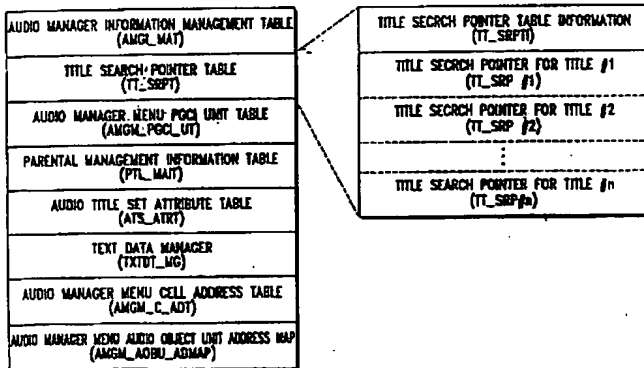 AUDIO MANAGER INFORMATION MANAGEMENT TABLE
(AMGI_MAT)
TITLE SEARCH POINTER TABLE
(TT_SRPT)
AUDIO MANAGER MENU PGCI UNIT TABLE
(AMGM_PGCI_UT)
PARENTAL MANAGEMENT INFORMATION TABLE
(PTL_MAIT)
AUDIO TITLE SET ATTRIBUTE TABLE
(ATS_ATRT)
TEXT DATA MANAGER
(TXTDT_MG)
AUDIO MANAGER MENU CELL ADDRESS TABLE
(AMGM_C_ADT)
AUDIO MANAGER MENU AUDIO OBJECT UNIT ADDRESS MAP
(AMGM_AOBU_ADMAP)
TITLE SECRCH POINTER TABLE INFORMATION
(TT_SRPTI)
TITLE SECRCH POINTER FOR TITLE #1
(TT_SRP #1)
TITLE SECRCH POINTER FOR TITLE #2
(TT_SRP #2)
TITLE SEARCH POINTER FOR TITLE #n
(TT_SRP#n)